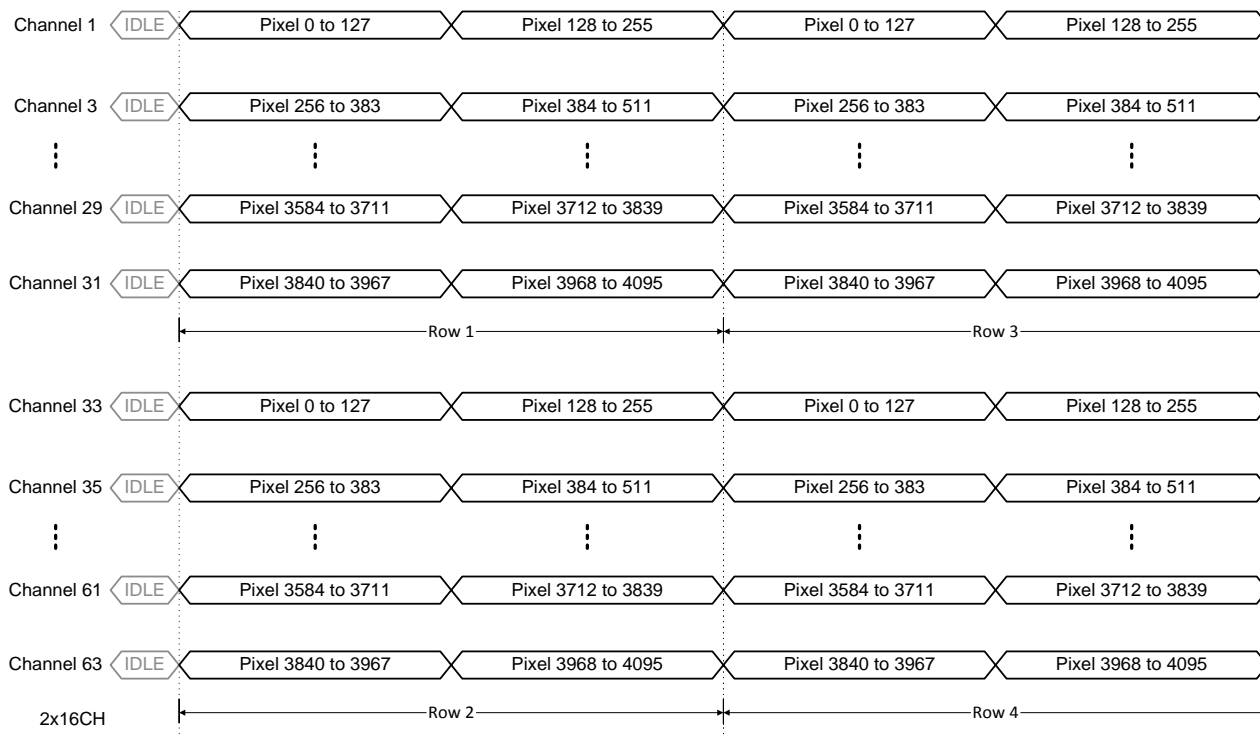 Channel 1 IDLE Pixel 0 to 127 Pixel 128 to 255 Pixel 0 to 127 Pixel 128 to 255
Channel 3 IDLE Pixel 256 to 383 Pixel 384 to 511 Pixel 256 to 383 Pixel 384 to 511
Channel 29 IDLE Pixel 3584 to 3711 Pixel 3712 to 3839 Pixel 3584 to 3711 Pixel 3712 to 3839
Channel 31 IDLE Pixel 3840 to 3967 Pixel 3968 to 4095 Pixel 3840 to 3967 Pixel 3968 to 4095
Row 1 Row 3
Channel 33 IDLE Pixel 0 to 127 Pixel 128 to 255 Pixel 0 to 127 Pixel 128 to 255
Channel 35 IDLE Pixel 256 to 383 Pixel 384 to 511 Pixel 256 to 383 Pixel 384 to 511
Channel 61 IDLE Pixel 3584 to 3711 Pixel 3712 to 3839 Pixel 3584 to 3711 Pixel 3712 to 3839
Channel 63 IDLE Pixel 3840 to 3967 Pixel 3968 to 4095 Pixel 3840 to 3967 Pixel 3968 to 4095
2x16CH Row 2 Row 4